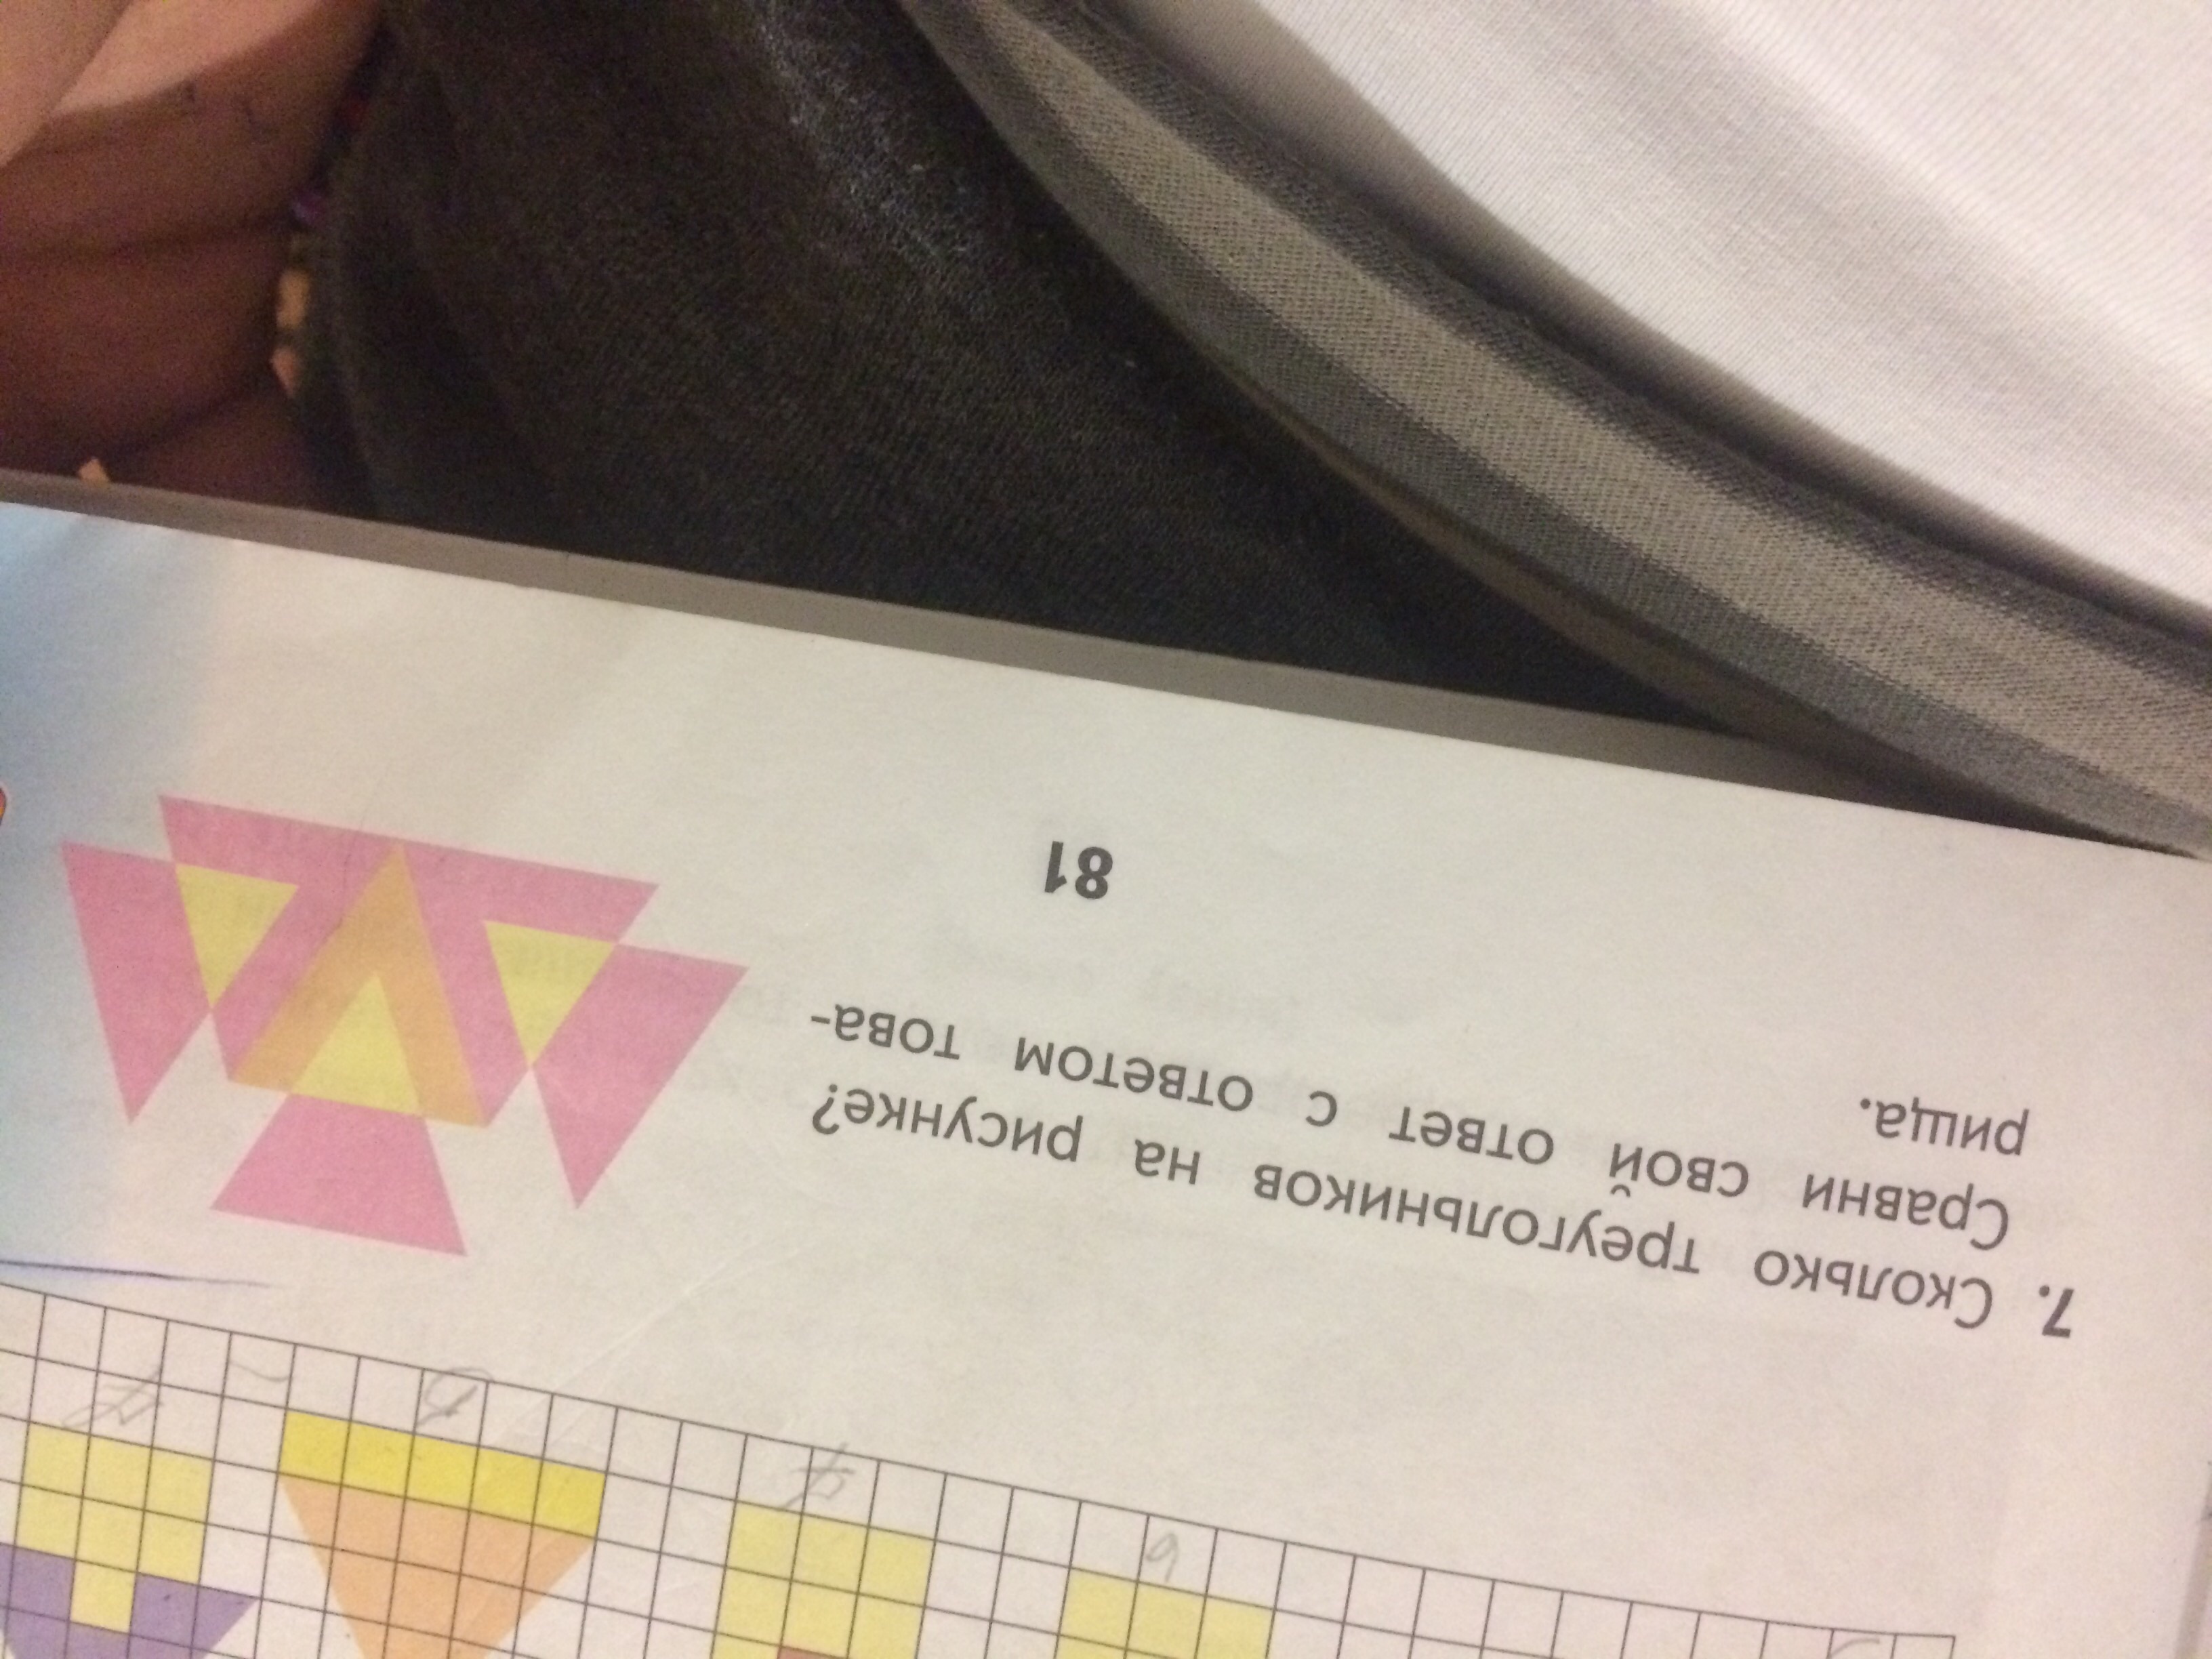 7. Сколько треугольников на рисунке?
Сравни свой ответ с ответом това-
рища.
81